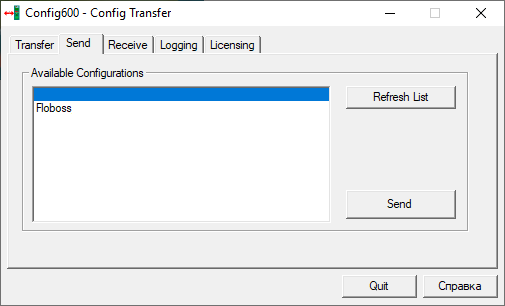 Config600 - Config Transfer
Transfer Send Receive Logging Licensing
Available Configurations
Refresh List
Floboss
Send
Quit Справка